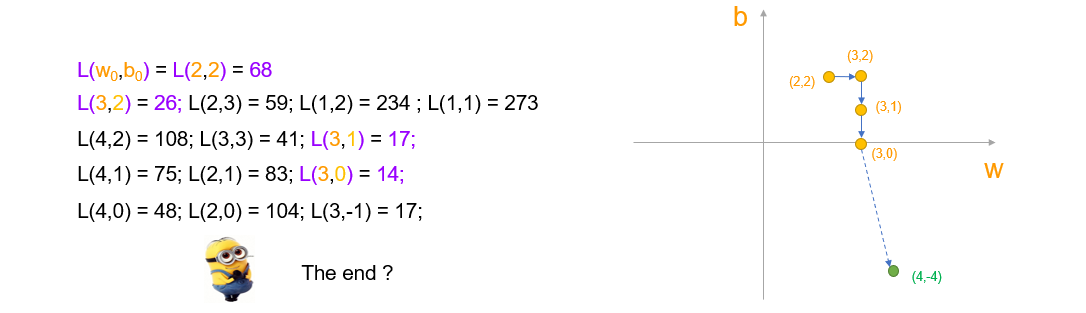 L(w₀,b₀) = L(2,2) = 68
L(3,2) = 26; L(2,3) = 59; L(1,2) = 234 ; L(1,1) = 273
L(4,2) = 108; L(3,3) = 41; L(3,1) = 17;
L(4,1) = 75; L(2,1) = 83; L(3,0) = 14;
L(4,0) = 48; L(2,0) = 104; L(3,-1) = 17;
The end ?
b
(3,2)
(2,2)
(3,1)
(3,0)
w
(4,-4)